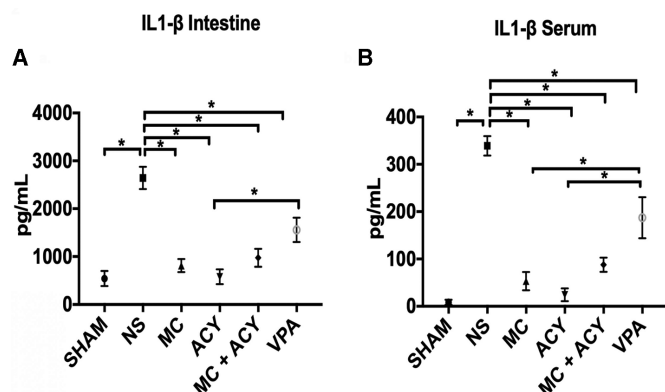 IL1-β Intestine
A
pg/mL
4000
3000
2000
1000
0
* * * * * *
SHAM
NS
MC
ACY
MC + ACY
VPA
IL1-β Serum
B
pg/mL
400
300
200
100
0
* * * * * * *
SHAM
NS
MC
ACY
MC + ACY
VPA